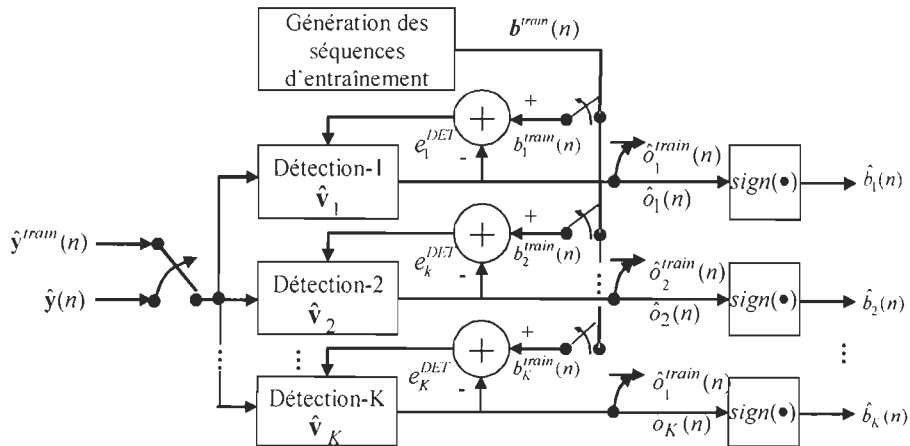 Génération des
séquences
d'entraînement
b^train(n)
+
e_1^DET
-
b_1^train(n)
Détection-1
v̂_1
ô_1^train(n)
ô_1(n)
sign(•)
b̂_1(n)
ŷ^train(n)
ŷ(n)
+
e_k^DET
-
b_2^train(n)
Détection-2
v̂_2
ô_2^train(n)
ô_2(n)
sign(•)
b̂_2(n)
+
e_K^DET
-
b_K^train(n)
Détection-K
v̂_K
ô_1^train(n)
o_K(n)
sign(•)
b̂_K(n)